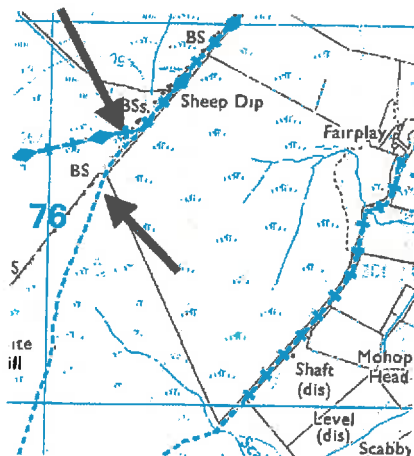 BS
BSs.
Sheep Dip
Fairplay
BS
76
S
ite
ill
Shaft
(dis)
Mohop
Head
Level
(dis)
Scabby